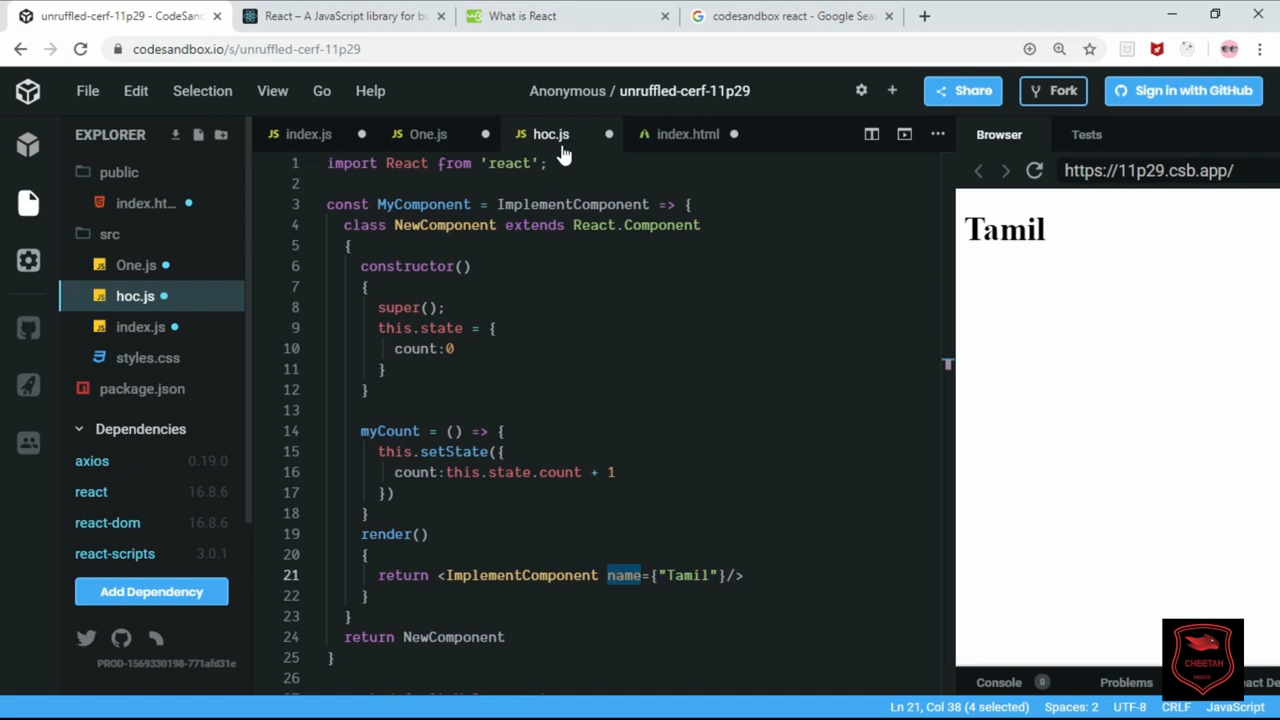 unruffled-cerf-11p29 - CodeSan
React – A JavaScript library for bu
What is React
codesandbox react - Google Sea
codesandbox.io/s/unruffled-cerf-11p29
File Edit Selection View Go Help
Anonymous / unruffled-cerf-11p29
Share
Fork
Sign in with GitHub
EXPLORER
index.js
One.js
hoc.js
index.html
Browser
Tests
https://11p29.csb.app/
public
index.ht...
src
One.js
hoc.js
index.js
styles.css
package.json
Dependencies
axios 0.19.0
react 16.8.6
react-dom 16.8.6
react-scripts 3.0.1
Add Dependency
PROD-1569330198-771afd31e
1 import React from 'react';
2
3 const MyComponent = ImplementComponent => {
4 class NewComponent extends React.Component
5 {
6 constructor()
7 {
8 super();
9 this.state = {
10 count:0
11 }
12 }
13
14 myCount = () => {
15 this.setState({
16 count:this.state.count + 1
17 })
18 }
19 render()
20 {
21 return <ImplementComponent name={"Tamil"}/>
22 }
23 }
24 return NewComponent
25 }
26
Tamil
CHEETAH
Console 0
Problems
act De
Ln 21, Col 38 (4 selected)
Spaces: 2
UTF-8
CRLF
JavaScript